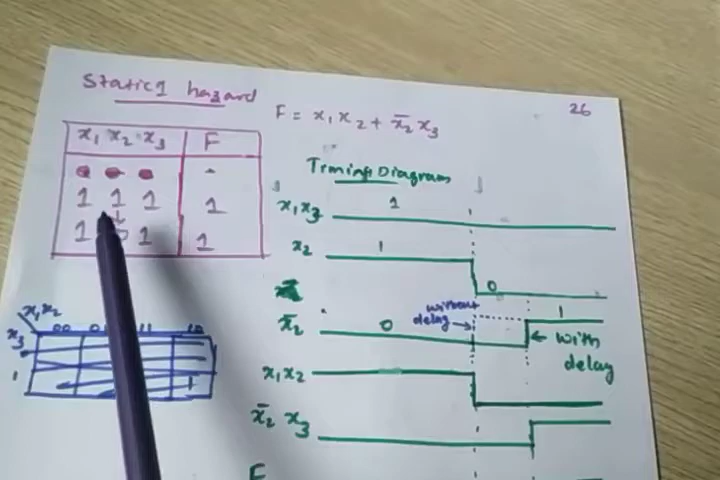 Static 1 hazard
26
F = x₁x₂ + x̄₂x₃
x₁ x₂ x₃ F
1 1 1 1
1 0 1 1
Timing Diagram
x₁x₃ 1
x₂ 1 0
x̄₂ 0 without delay 1
with delay
x₁x₂
x̄₂ x₃
F
x₁x₂
x₃ 00 01 11 10
1 1